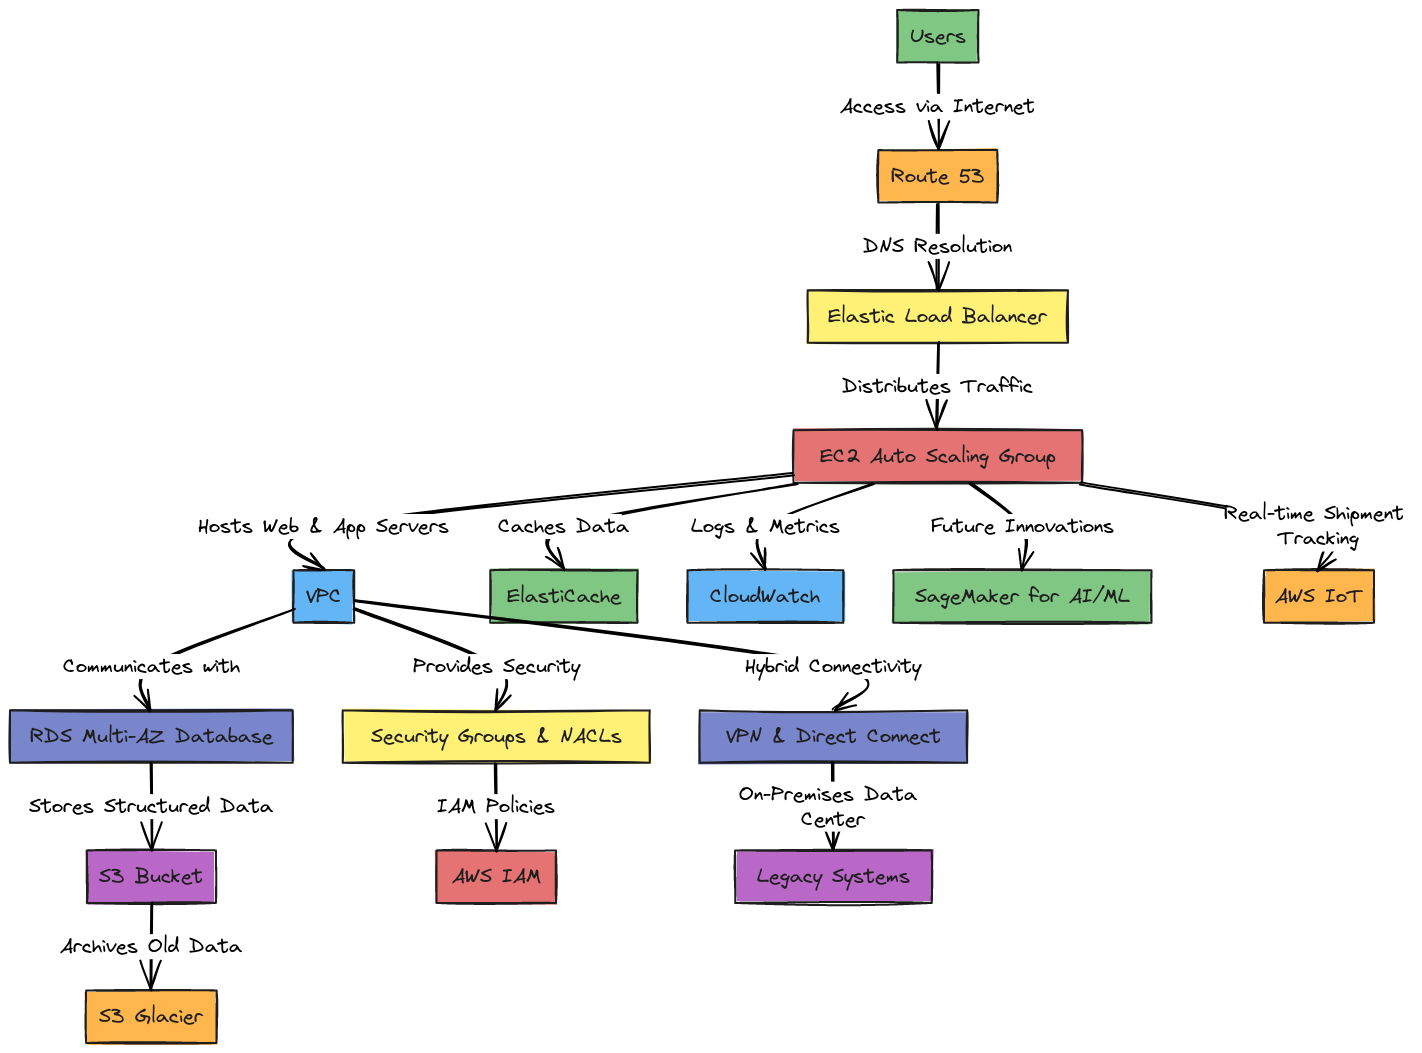 Users
Access via Internet
Route 53
DNS Resolution
Elastic Load Balancer
Distributes Traffic
EC2 Auto Scaling Group
Hosts Web & App Servers
Caches Data
Logs & Metrics
Future Innovations
Real-time Shipment
Tracking
VPC
ElastiCache
CloudWatch
SageMaker for AI/ML
AWS IoT
Communicates with
Provides Security
Hybrid Connectivity
RDS Multi-AZ Database
Security Groups & NACLs
VPN & Direct Connect
Stores Structured Data
IAM Policies
On-Premises Data
Center
S3 Bucket
AWS IAM
Legacy Systems
Archives Old Data
S3 Glacier